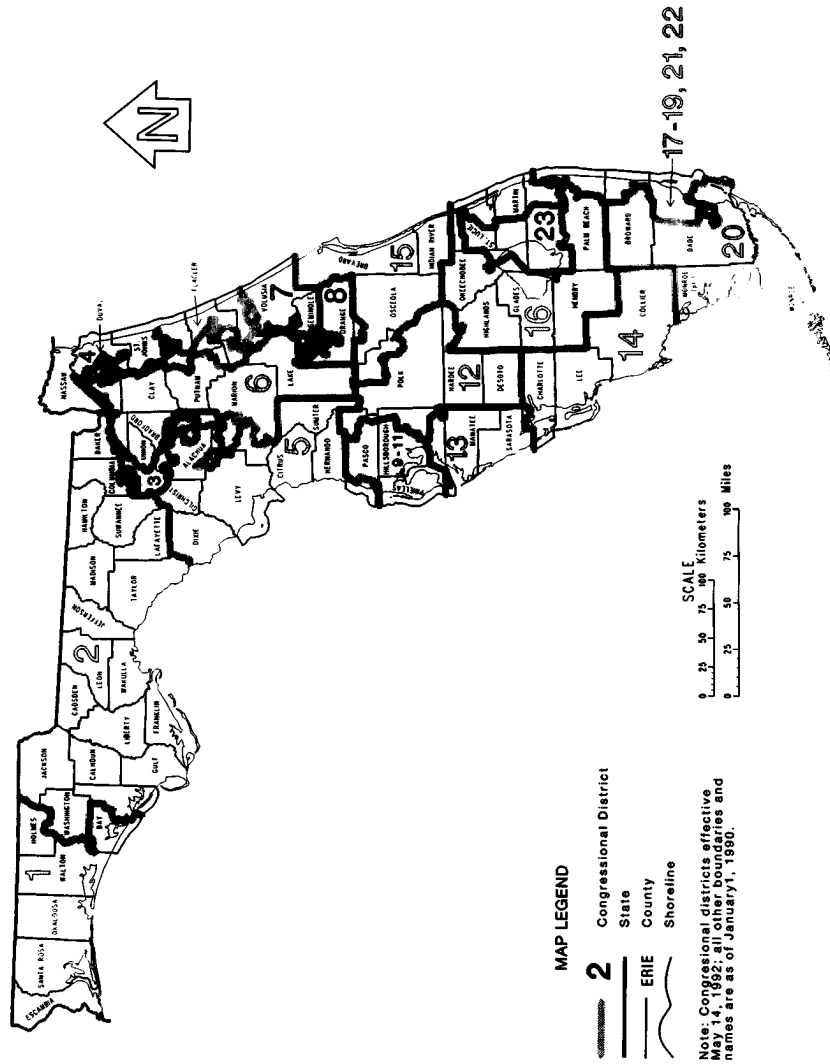 N
ESCAMBIA
SANTA ROSA
OKALOOSA
WALTON
1
HOLMES
WASHINGTON
BAY
JACKSON
CALHOUN
GULF
GADSDEN
LIBERTY
FRANKLIN
2
LEON
WAKULLA
JEFFERSON
MADISON
TAYLOR
HAMILTON
SUWANNEE
LAFAYETTE
DIXIE
COLUMBIA
BAKER
NASSAU
DUVAL
4
3
UNION
BRADFORD
ALACHUA
GILCHRIST
LEVY
CLAY
ST. JOHNS
PUTNAM
FLAGLER
MARION
6
VOLUSIA
7
CITRUS
5
SUMTER
LAKE
HERNANDO
SEMINOLE
ORANGE
8
PASCO
HILLSBOROUGH
9-11
PINELLAS
POLK
OSCEOLA
BREVARD
15
INDIAN RIVER
13
MANATEE
SARASOTA
HARDEE
12
DESOTO
HIGHLANDS
OKEECHOBEE
ST. LUCIE
MARTIN
CHARLOTTE
GLADES
16
23
LEE
HENDRY
PALM BEACH
14
COLLIER
BROWARD
MONROE
DADE
20
17-19, 21, 22
MONROE
MAP LEGEND
2 Congressional District
State
ERIE County
Shoreline
SCALE
0 25 50 75 100 Kilometers
0 25 50 75 100 Miles
Note: Congresional districts effective
May 14, 1992; all other boundaries and
names are as of January1, 1990.